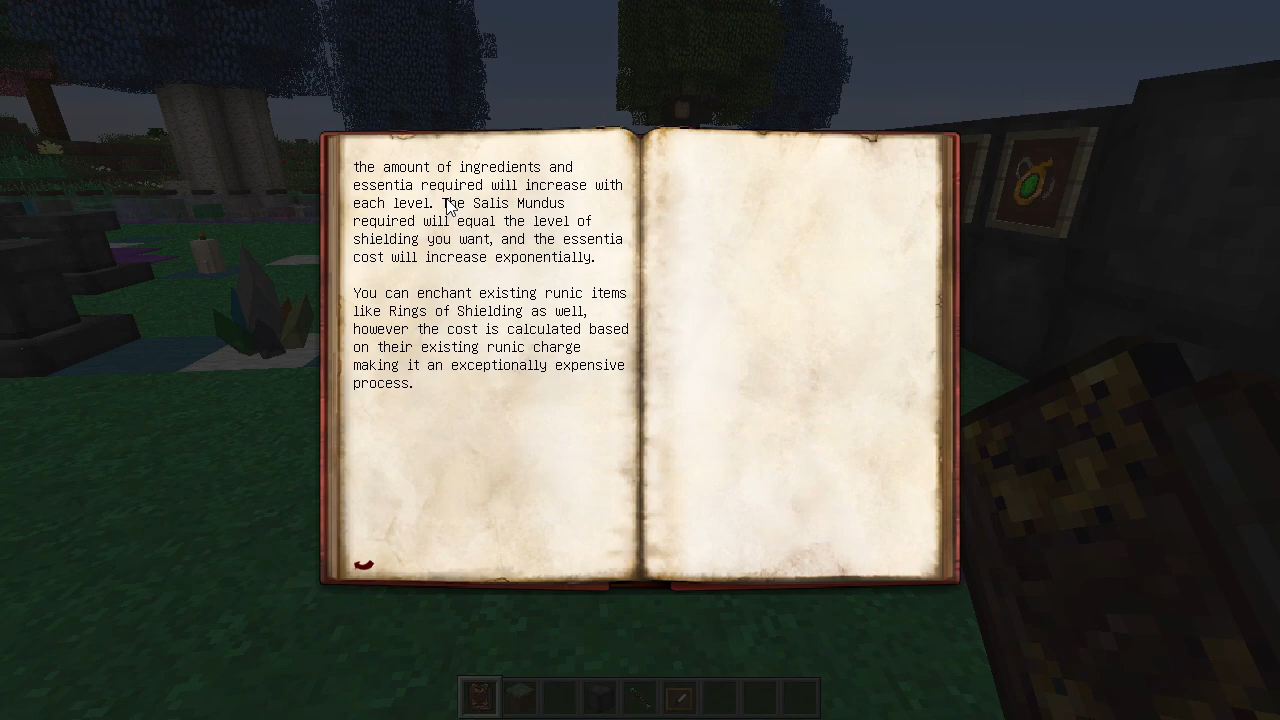 the amount of ingredients and
essentia required will increase with
each level. The Salis Mundus
required will equal the level of
shielding you want, and the essentia
cost will increase exponentially.
You can enchant existing runic items
like Rings of Shielding as well,
however the cost is calculated based
on their existing runic charge
making it an exceptionally expensive
process.